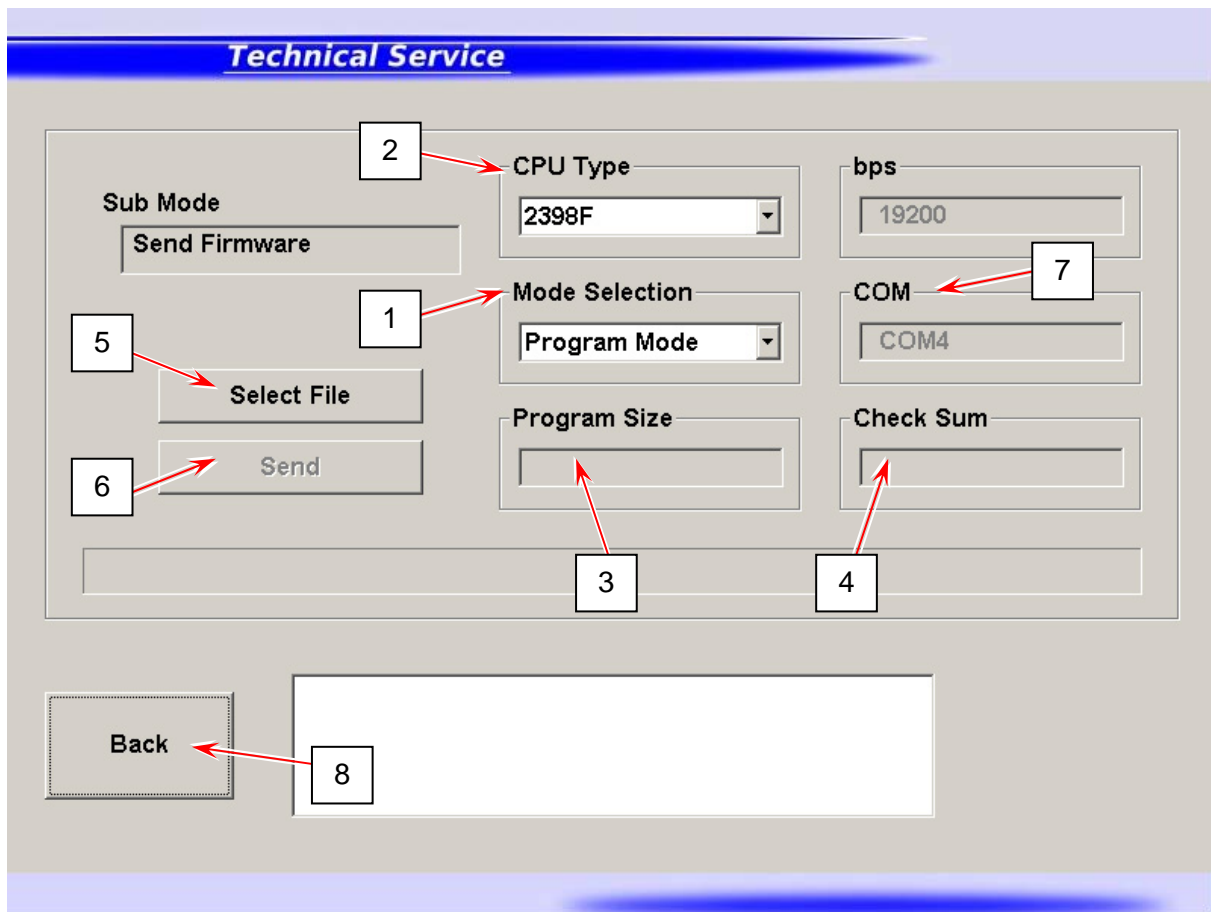 Technical Service
2
CPU Type
bps
Sub Mode
2398F
19200
Send Firmware
7
1
Mode Selection
COM
5
Program Mode
COM4
Select File
Program Size
Check Sum
6
Send
3
4
Back
8